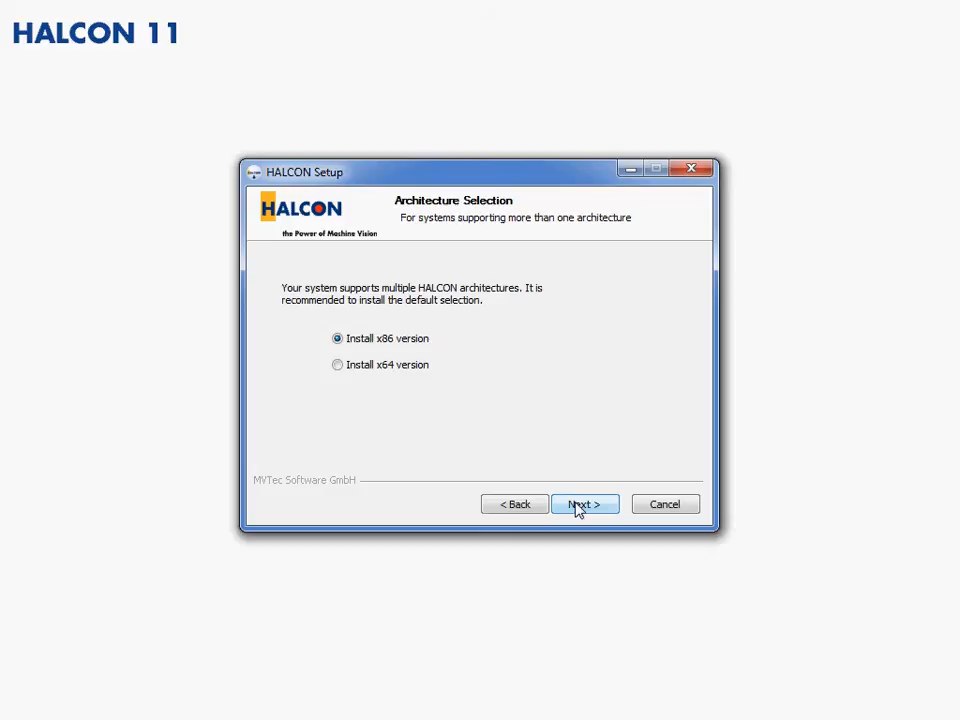 HALCON 11
HALCON Setup
HALCON
the Power of Machine Vision
Architecture Selection
For systems supporting more than one architecture
Your system supports multiple HALCON architectures. It is
recommended to install the default selection.
Install x86 version
Install x64 version
MVTec Software GmbH
< Back
Next >
Cancel